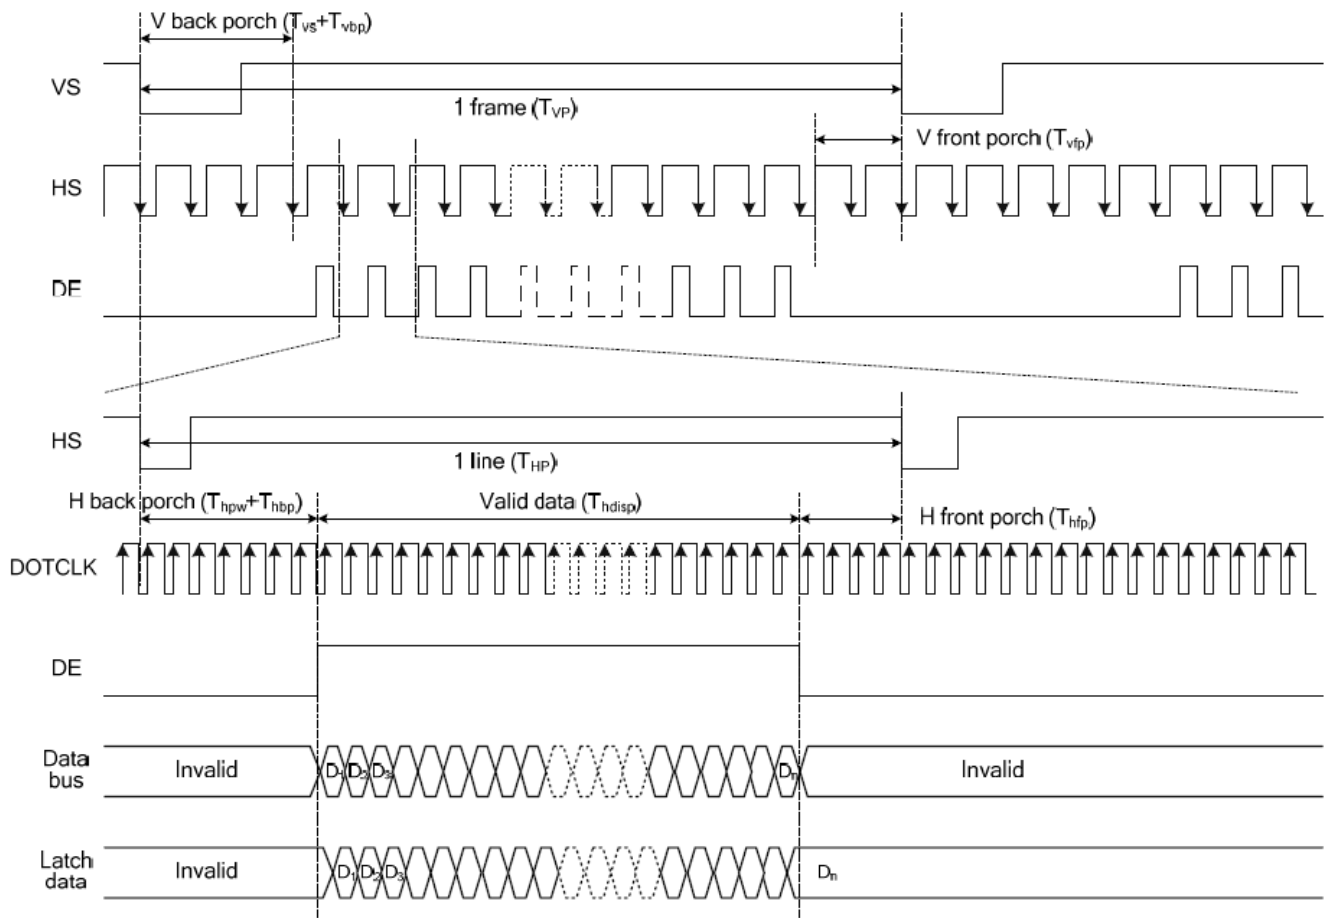 V back porch (Tvs+Tvbp)
VS
1 frame (TVP)
V front porch (Tvfp)
HS
DE
HS
1 line (THP)
H back porch (Thpw+Thbp)
Valid data (Thdisp)
H front porch (Thfp)
DOTCLK
DE
Data
bus
Invalid
D1
D2
D3
Dn
Invalid
Latch
data
Invalid
D1
D2
D3
Dn